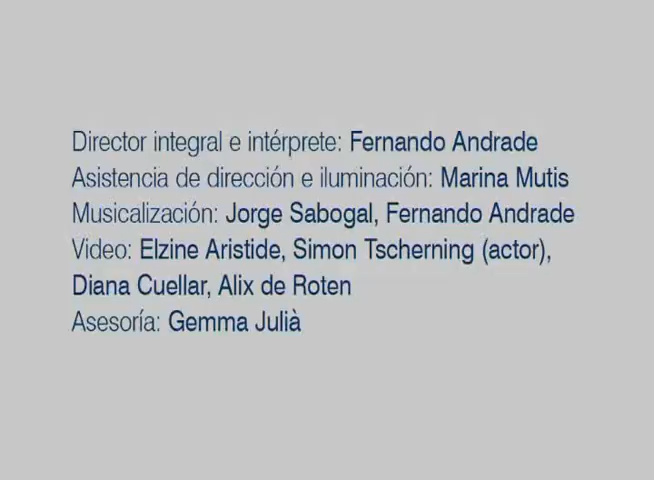 Director integral e intérprete: Fernando Andrade
Asistencia de dirección e iluminación: Marina Mutis
Musicalización: Jorge Sabogal, Fernando Andrade
Video: Elzine Aristide, Simon Tscherning (actor),
Diana Cuellar, Alix de Roten
Asesoría: Gemma Julià